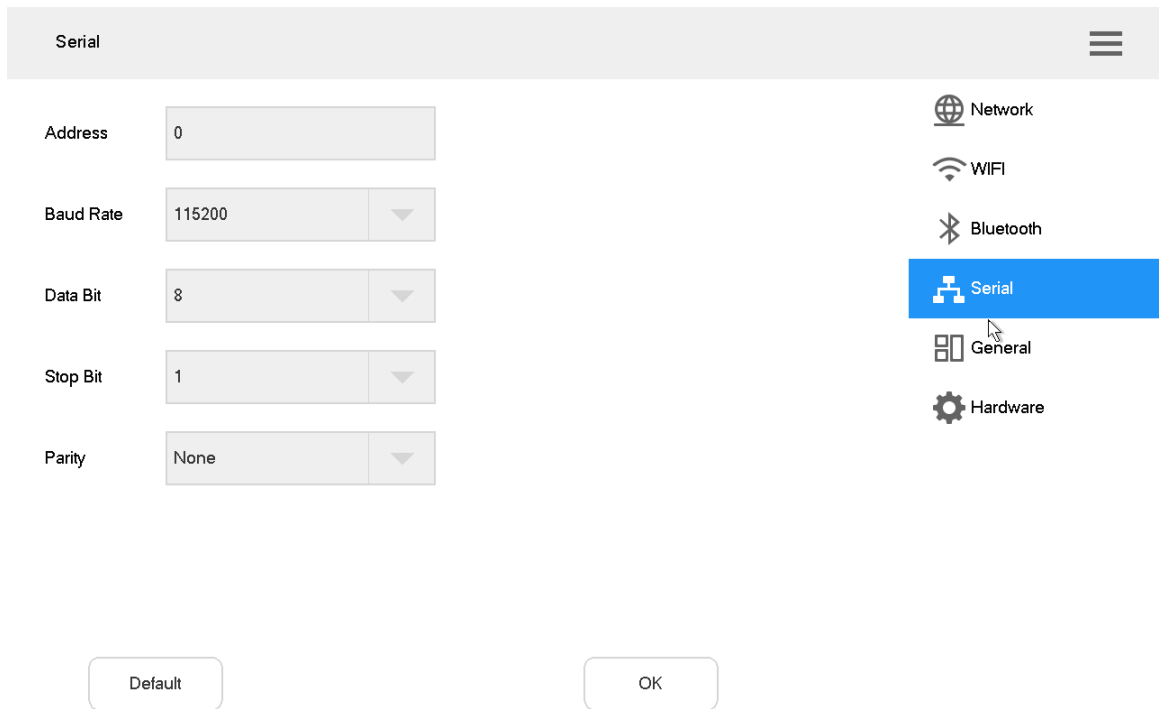 Serial
Address
0
Baud Rate
115200
Data Bit
8
Stop Bit
1
Parity
None
Default
OK
Network
WIFI
Bluetooth
Serial
General
Hardware